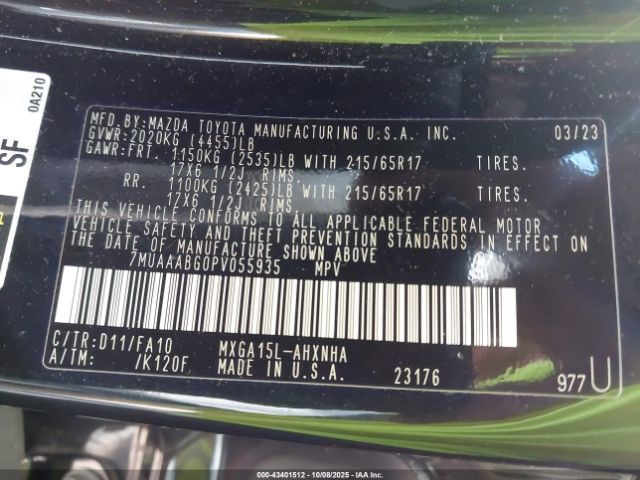 0A210
SF
MFD.BY:MAZDA TOYOTA MANUFACTURING U.S.A. INC. 03/23
GVWR:2020KG (4455)LB
GAWR:FRT. 1150KG (2535)LB WITH 215/65R17 TIRES.
17X6 1/2J RIMS
RR. 1100KG (2425)LB WITH 215/65R17 TIRES.
17X6 1/2J RIMS
THIS VEHICLE CONFORMS TO ALL APPLICABLE FEDERAL MOTOR
VEHICLE SAFETY AND THEFT PREVENTION STANDARDS IN EFFECT ON
THE DATE OF MANUFACTURE SHOWN ABOVE
7MUAAABG0PV055935 MPV
C/TR:D11/FA10 MXGA15L-AHXNHA
A/TM: /K120F MADE IN U.S.A. 23176 977U
000-43401512 - 10/08/2025 - IAAI.COM